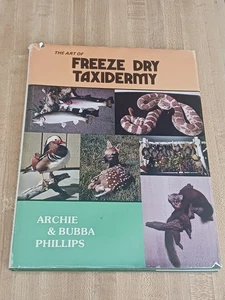 THE ART OF
FREEZE DRY
TAXIDERMY
ARCHIE
& BUBBA
PHILLIPS